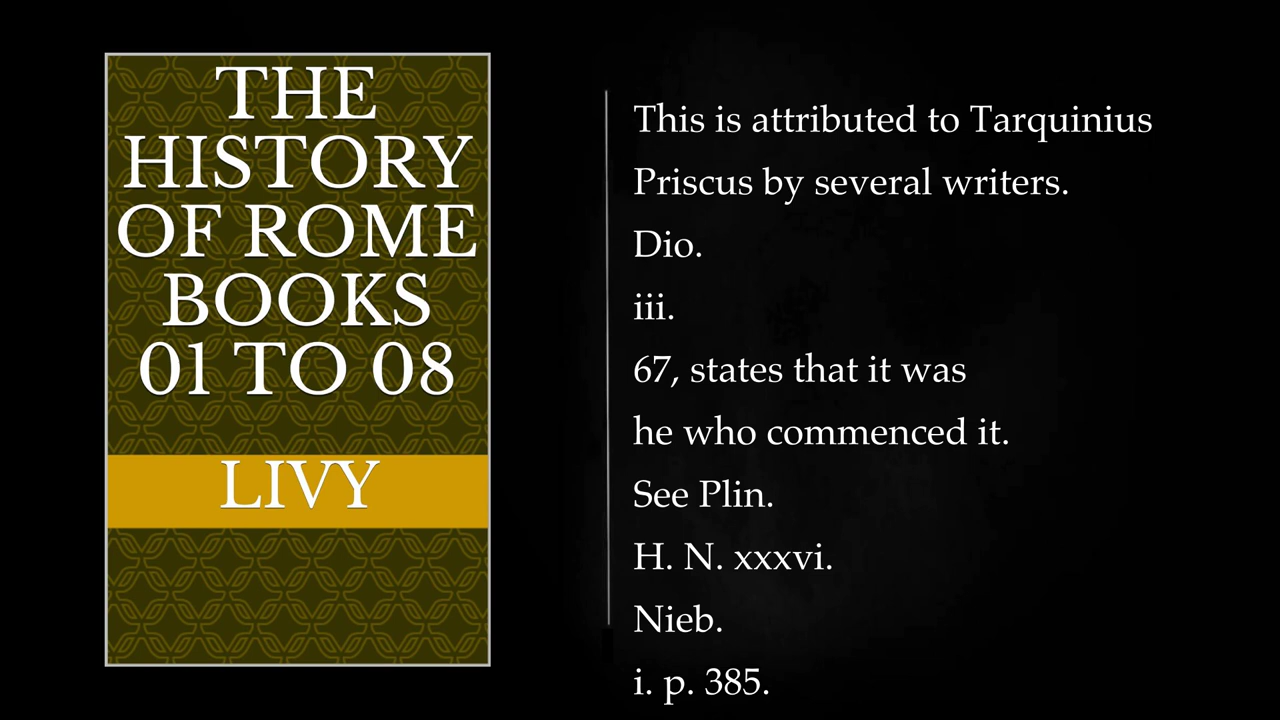 THE
HISTORY
OF ROME
BOOKS
01 TO 08
LIVY
This is attributed to Tarquinius
Priscus by several writers.
Dio.
iii.
67, states that it was
he who commenced it.
See Plin.
H. N. xxxvi.
Nieb.
i. p. 385.